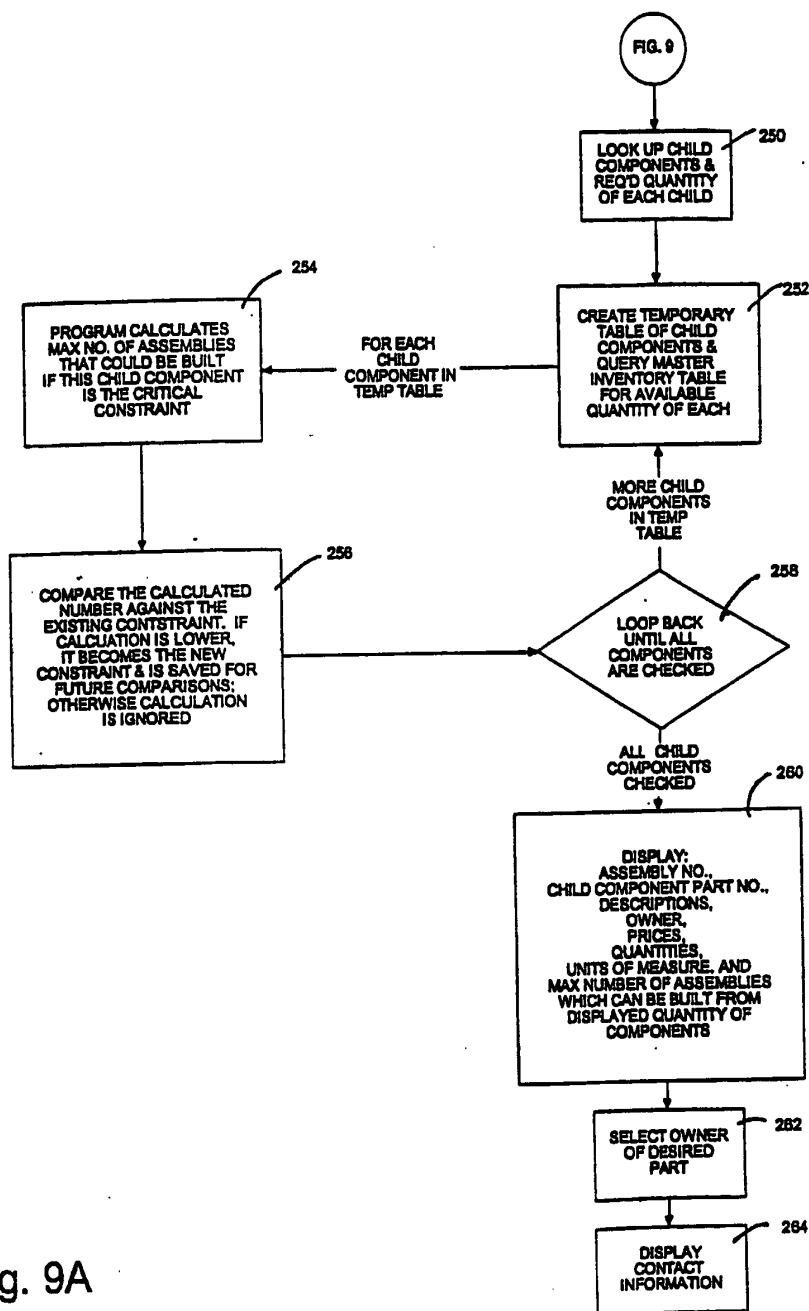 FIG. 9
250
LOOK UP CHILD
COMPONENTS &
REQ'D QUANTITY
OF EACH CHILD
252
CREATE TEMPORARY
TABLE OF CHILD
COMPONENTS &
QUERY MASTER
INVENTORY TABLE
FOR AVAILABLE
QUANTITY OF EACH
FOR EACH
CHILD
COMPONENT IN
TEMP TABLE
254
PROGRAM CALCULATES
MAX NO. OF ASSEMBLIES
THAT COULD BE BUILT
IF THIS CHILD COMPONENT
IS THE CRITICAL
CONSTRAINT
256
COMPARE THE CALCULATED
NUMBER AGAINST THE
EXISTING CONTSTRAINT. IF
CALCUATION IS LOWER,
IT BECOMES THE NEW
CONSTRAINT & IS SAVED FOR
FUTURE COMPARISONS;
OTHERWISE CALCULATION
IS IGNORED
MORE CHILD
COMPONENTS
IN TEMP
TABLE
258
LOOP BACK
UNTIL ALL
COMPONENTS
ARE CHECKED
ALL CHILD
COMPONENTS
CHECKED
260
DISPLAY:
ASSEMBLY NO.,
CHILD COMPONENT PART NO.,
DESCRIPTIONS,
OWNER,
PRICES,
QUANTITIES,
UNITS OF MEASURE. AND
MAX NUMBER OF ASSEMBLIES
WHICH CAN BE BUILT FROM
DISPLAYED QUANTITY OF
COMPONENTS
262
SELECT OWNER
OF DESIRED
PART
264
DISPLAY
CONTACT
INFORMATION
g. 9A